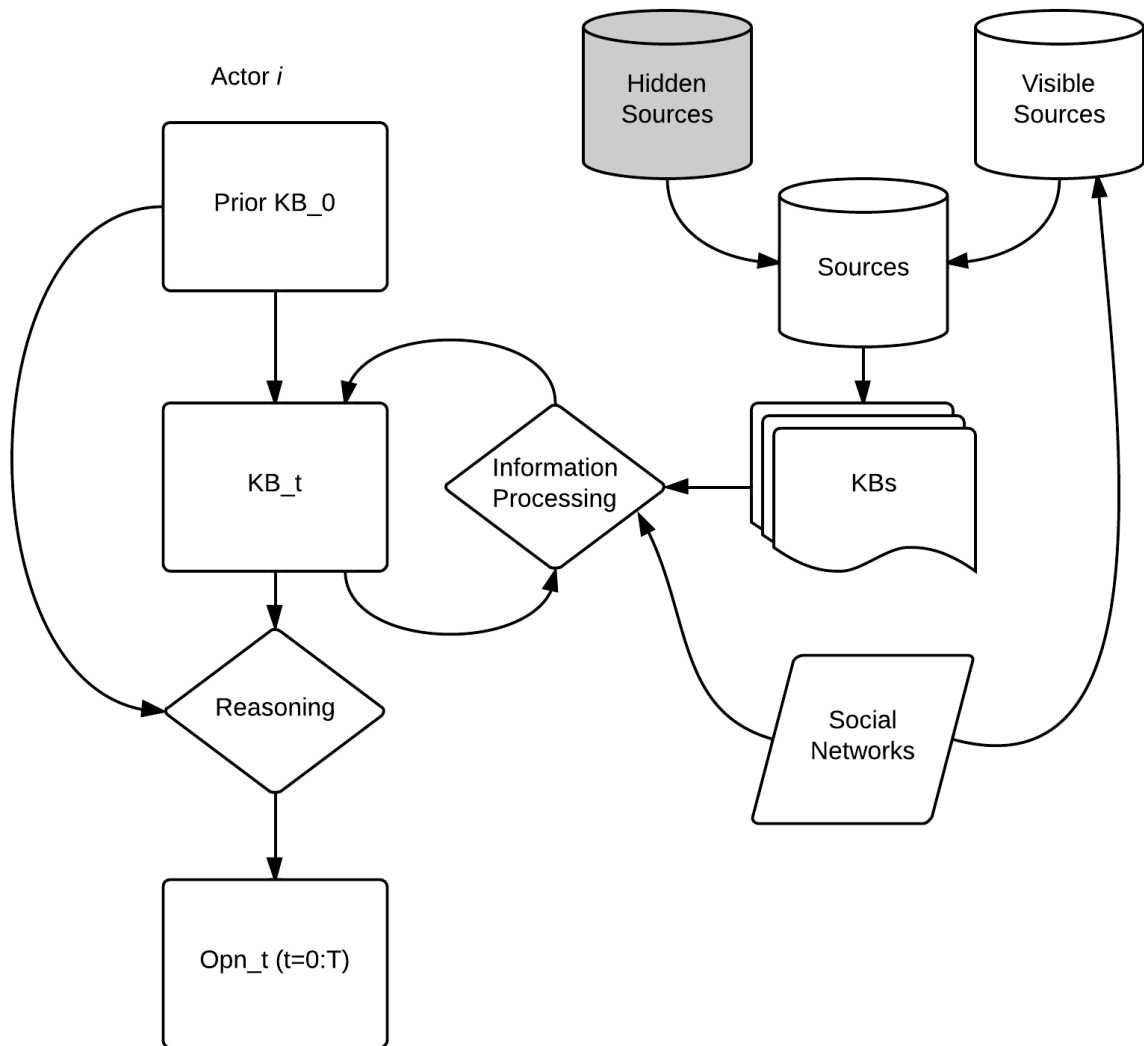 Actor i
Hidden
Sources
Visible
Sources
Prior KB_0
Sources
KB_t
Information
Processing
KBs
Reasoning
Social
Networks
Opn_t (t=0:T)